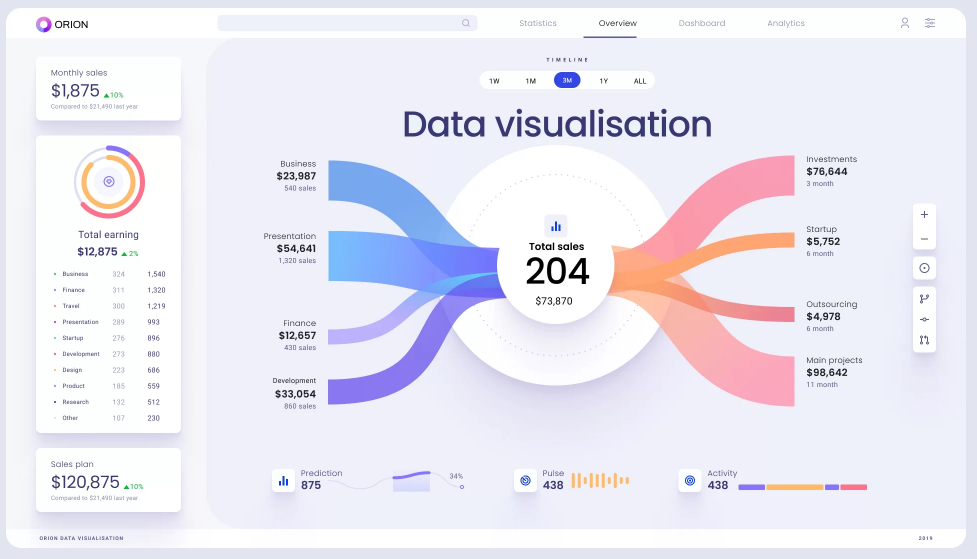 ORION
Statistics
Overview
Dashboard
Analytics
TIMELINE
1W 1M 3M 1Y ALL
Data visualisation
Monthly sales
$1,875 10%
Compared to $21,490 last year
Total earning
$12,875 2%
Business 324 1,540
Finance 311 1,320
Travel 300 1,219
Presentation 289 993
Startup 276 896
Development 273 880
Design 223 686
Product 185 559
Research 132 512
Other 107 230
Sales plan
$120,875 10%
Compared to $21,490 last year
Business
$23,987
540 sales
Presentation
$54,641
1,320 sales
Finance
$12,657
430 sales
Development
$33,054
860 sales
Total sales
204
$73,870
Investments
$76,644
3 month
Startup
$5,752
6 month
Outsourcing
$4,978
6 month
Main projects
$98,642
11 month
Prediction
875
34%
Pulse
438
Activity
438
ORION DATA VISUALISATION
2019